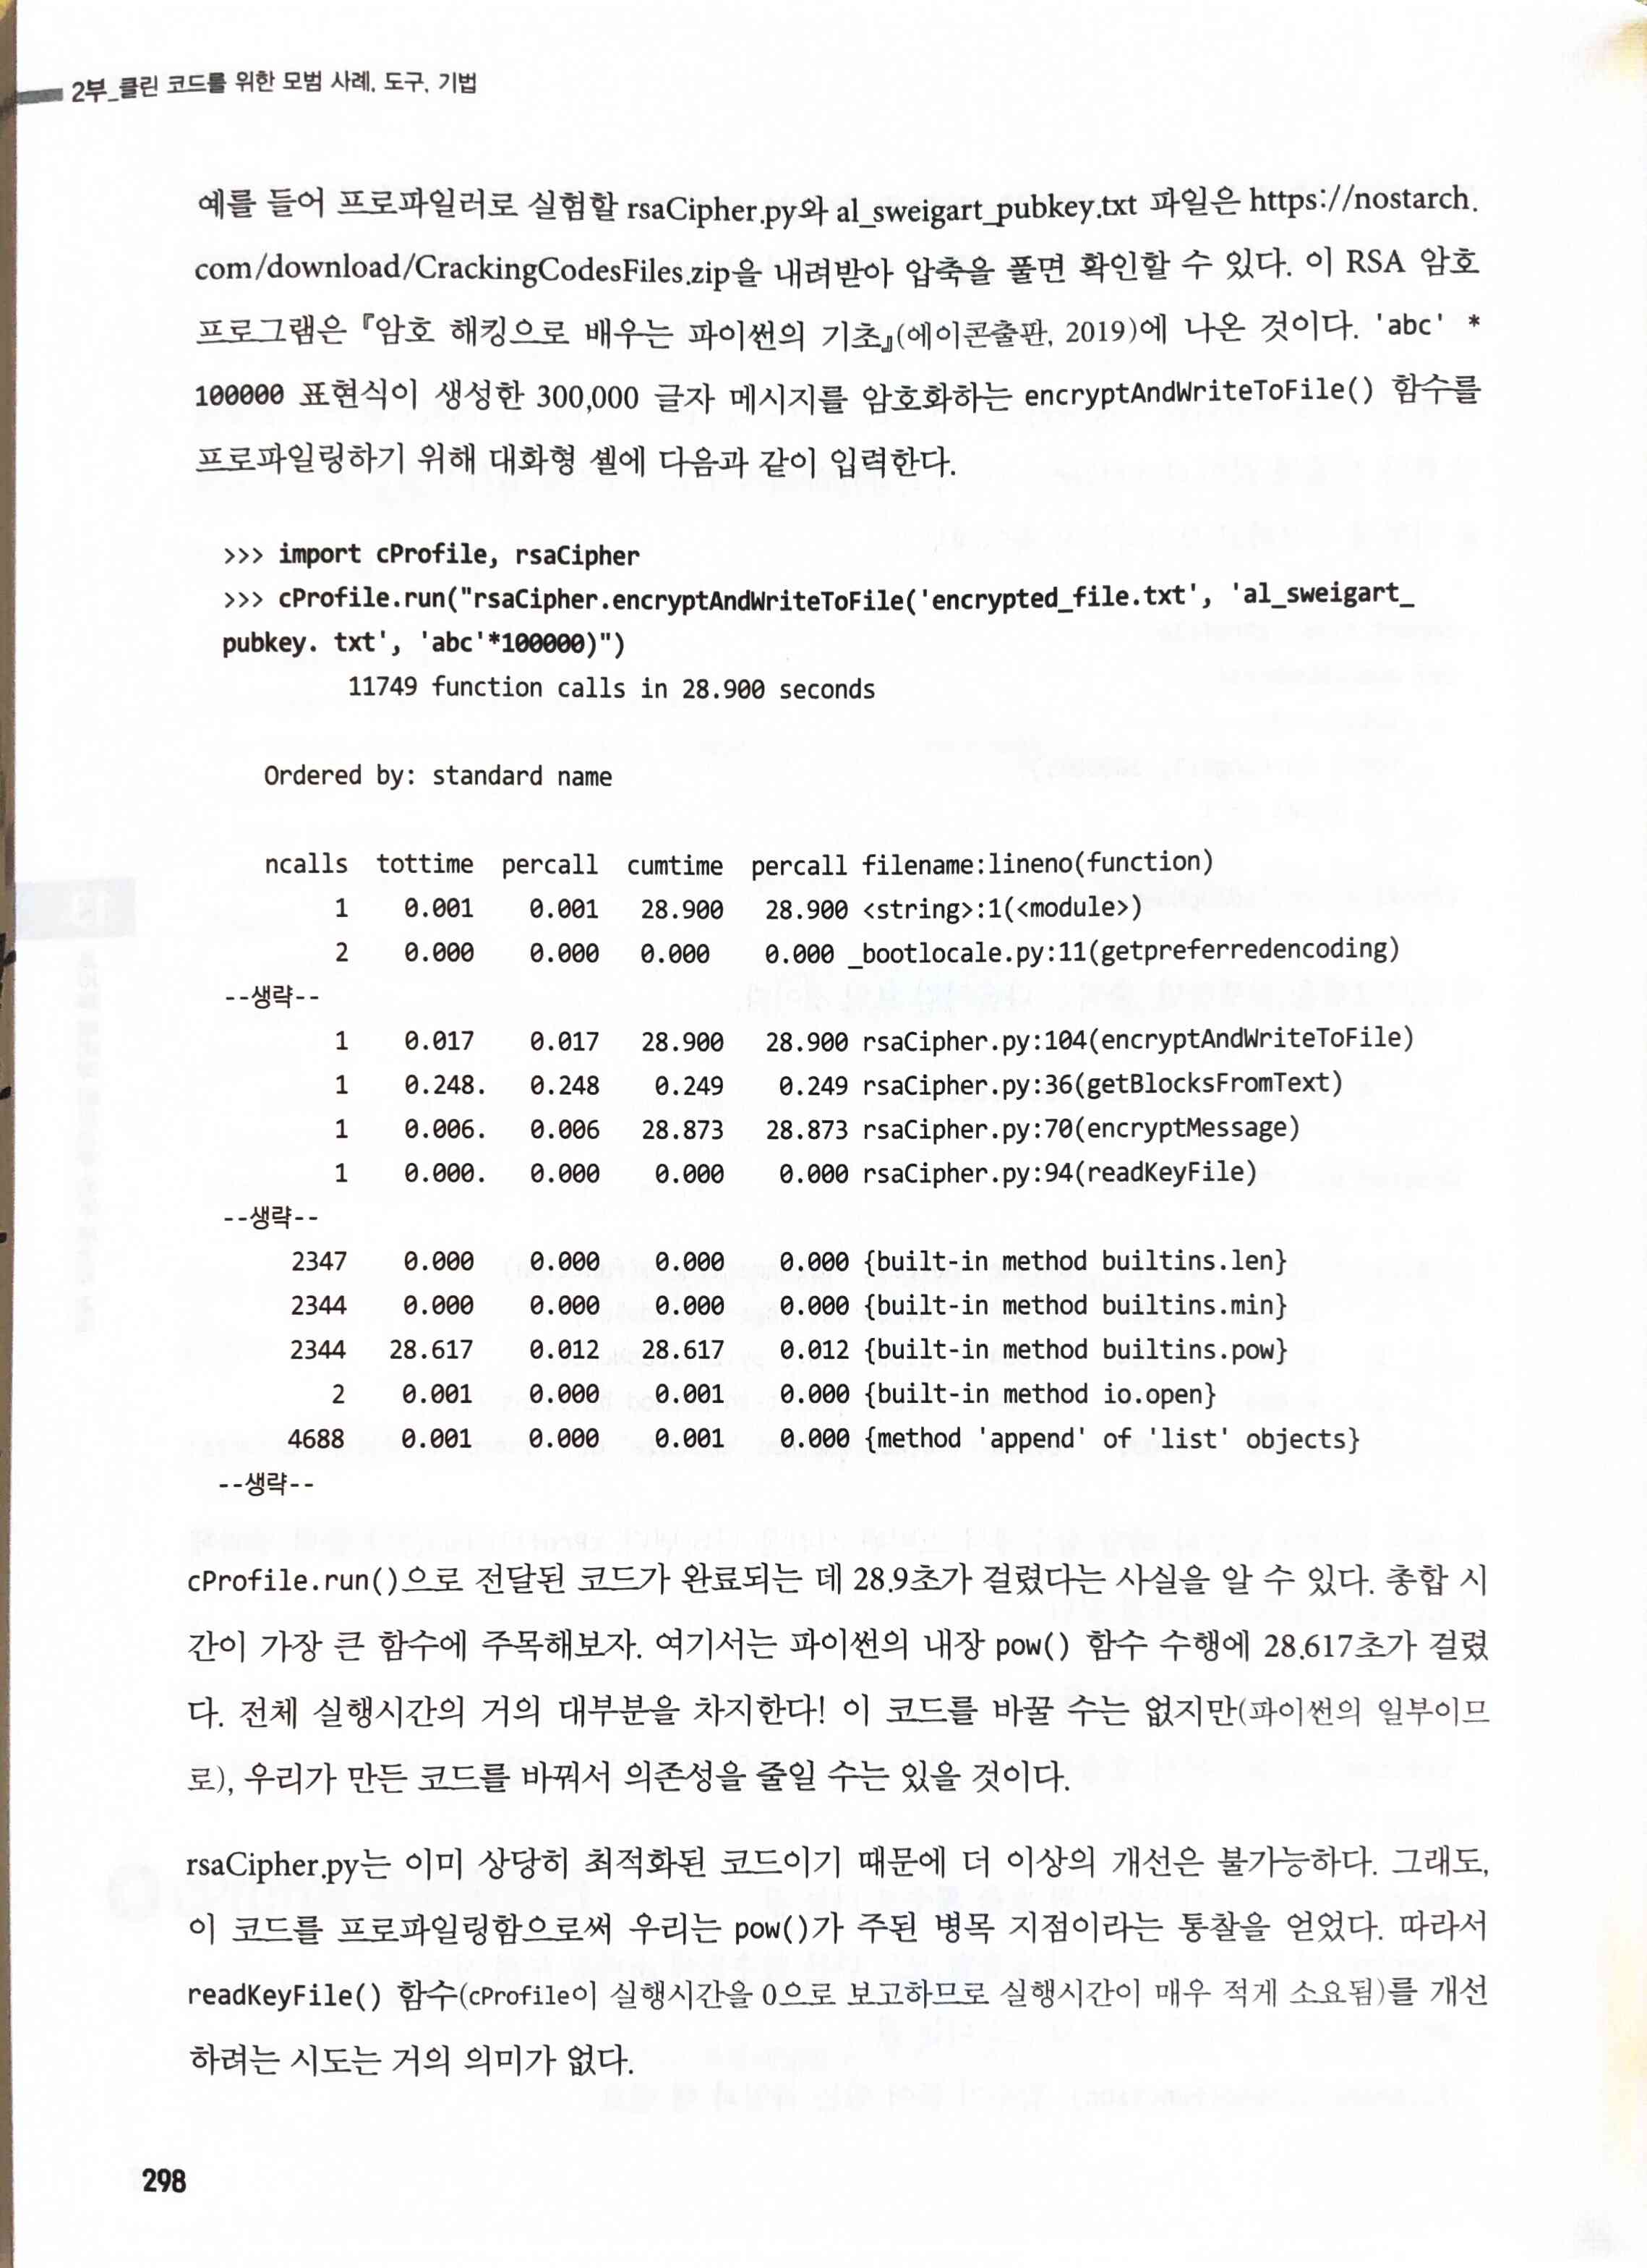 2부_클린 코드를 위한 모범 사례, 도구, 기법
예를 들어 프로파일러로 실험할 rsaCipher.py와 al_sweigart_pubkey.txt 파일은 https://nostarch.
com/download/CrackingCodesFiles.zip을 내려받아 압축을 풀면 확인할 수 있다. 이 RSA 암호
프로그램은 『암호 해킹으로 배우는 파이썬의 기초』(에이콘출판, 2019)에 나온 것이다. 'abc' *
100000 표현식이 생성한 300,000 글자 메시지를 암호화하는 encryptAndWriteToFile() 함수를
프로파일링하기 위해 대화형 셸에 다음과 같이 입력한다.
>>> import cProfile, rsaCipher
>>> cProfile.run("rsaCipher.encryptAndWriteToFile('encrypted_file.txt', 'al_sweigart_
pubkey. txt', 'abc'*100000)")
11749 function calls in 28.900 seconds
Ordered by: standard name
ncalls tottime percall cumtime percall filename:lineno(function)
1 0.001 0.001 28.900 28.900 <string>:1(<module>)
2 0.000 0.000 0.000 0.000 _bootlocale.py:11(getpreferredencoding)
--생략--
1 0.017 0.017 28.900 28.900 rsaCipher.py:104(encryptAndWriteToFile)
1 0.248. 0.248 0.249 0.249 rsaCipher.py:36(getBlocksFromText)
1 0.006. 0.006 28.873 28.873 rsaCipher.py:70(encryptMessage)
1 0.000. 0.000 0.000 0.000 rsaCipher.py:94(readKeyFile)
--생략--
2347 0.000 0.000 0.000 0.000 {built-in method builtins.len}
2344 0.000 0.000 0.000 0.000 {built-in method builtins.min}
2344 28.617 0.012 28.617 0.012 {built-in method builtins.pow}
2 0.001 0.000 0.001 0.000 {built-in method io.open}
4688 0.001 0.000 0.001 0.000 {method 'append' of 'list' objects}
--생략--
cProfile.run()으로 전달된 코드가 완료되는 데 28.9초가 걸렸다는 사실을 알 수 있다. 총합 시
간이 가장 큰 함수에 주목해보자. 여기서는 파이썬의 내장 pow() 함수 수행에 28.617초가 걸렸
다. 전체 실행시간의 거의 대부분을 차지한다! 이 코드를 바꿀 수는 없지만(파이썬의 일부이므
로), 우리가 만든 코드를 바꿔서 의존성을 줄일 수는 있을 것이다.
rsaCipher.py는 이미 상당히 최적화된 코드이기 때문에 더 이상의 개선은 불가능하다. 그래도,
이 코드를 프로파일링함으로써 우리는 pow()가 주된 병목 지점이라는 통찰을 얻었다. 따라서
readKeyFile() 함수(cProfile이 실행시간을 0으로 보고하므로 실행시간이 매우 적게 소요됨)를 개선
하려는 시도는 거의 의미가 없다.
298